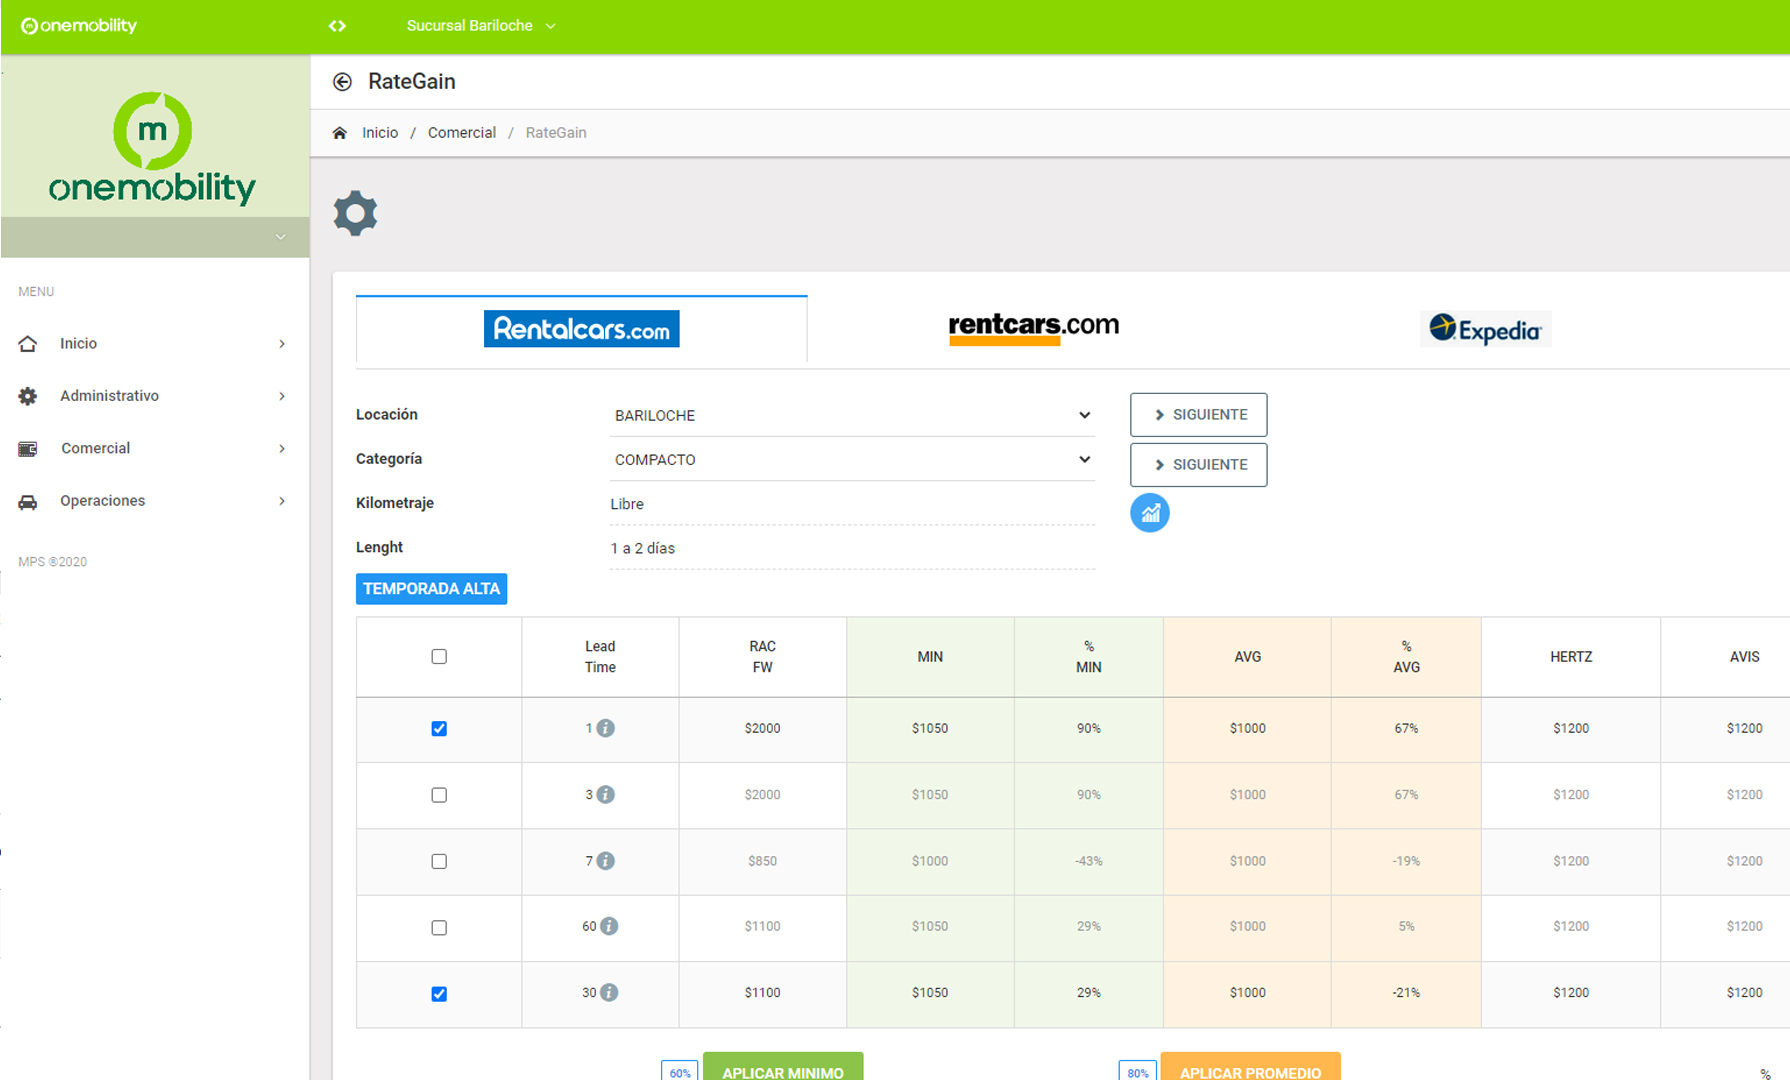 onemobility
Sucursal Bariloche
m
onemobility
RateGain
Inicio / Comercial / RateGain
MENU
Inicio
Administrativo
Comercial
Operaciones
MPS ®2020
Rentalcars.com
rentcars.com
Expedia
Locación
BARILOCHE
SIGUIENTE
Categoría
COMPACTO
SIGUIENTE
Kilometraje
Libre
Lenght
1 a 2 días
TEMPORADA ALTA
Lead Time RAC FW MIN % MIN AVG % AVG HERTZ AVIS
1 $2000 $1050 90% $1000 67% $1200 $1200
3 $2000 $1050 90% $1000 67% $1200 $1200
7 $850 $1000 -43% $1000 -19% $1200 $1200
60 $1100 $1050 29% $1000 5% $1200 $1200
30 $1100 $1050 29% $1000 -21% $1200 $1200
60% APLICAR MINIMO 80% APLICAR PROMEDIO %